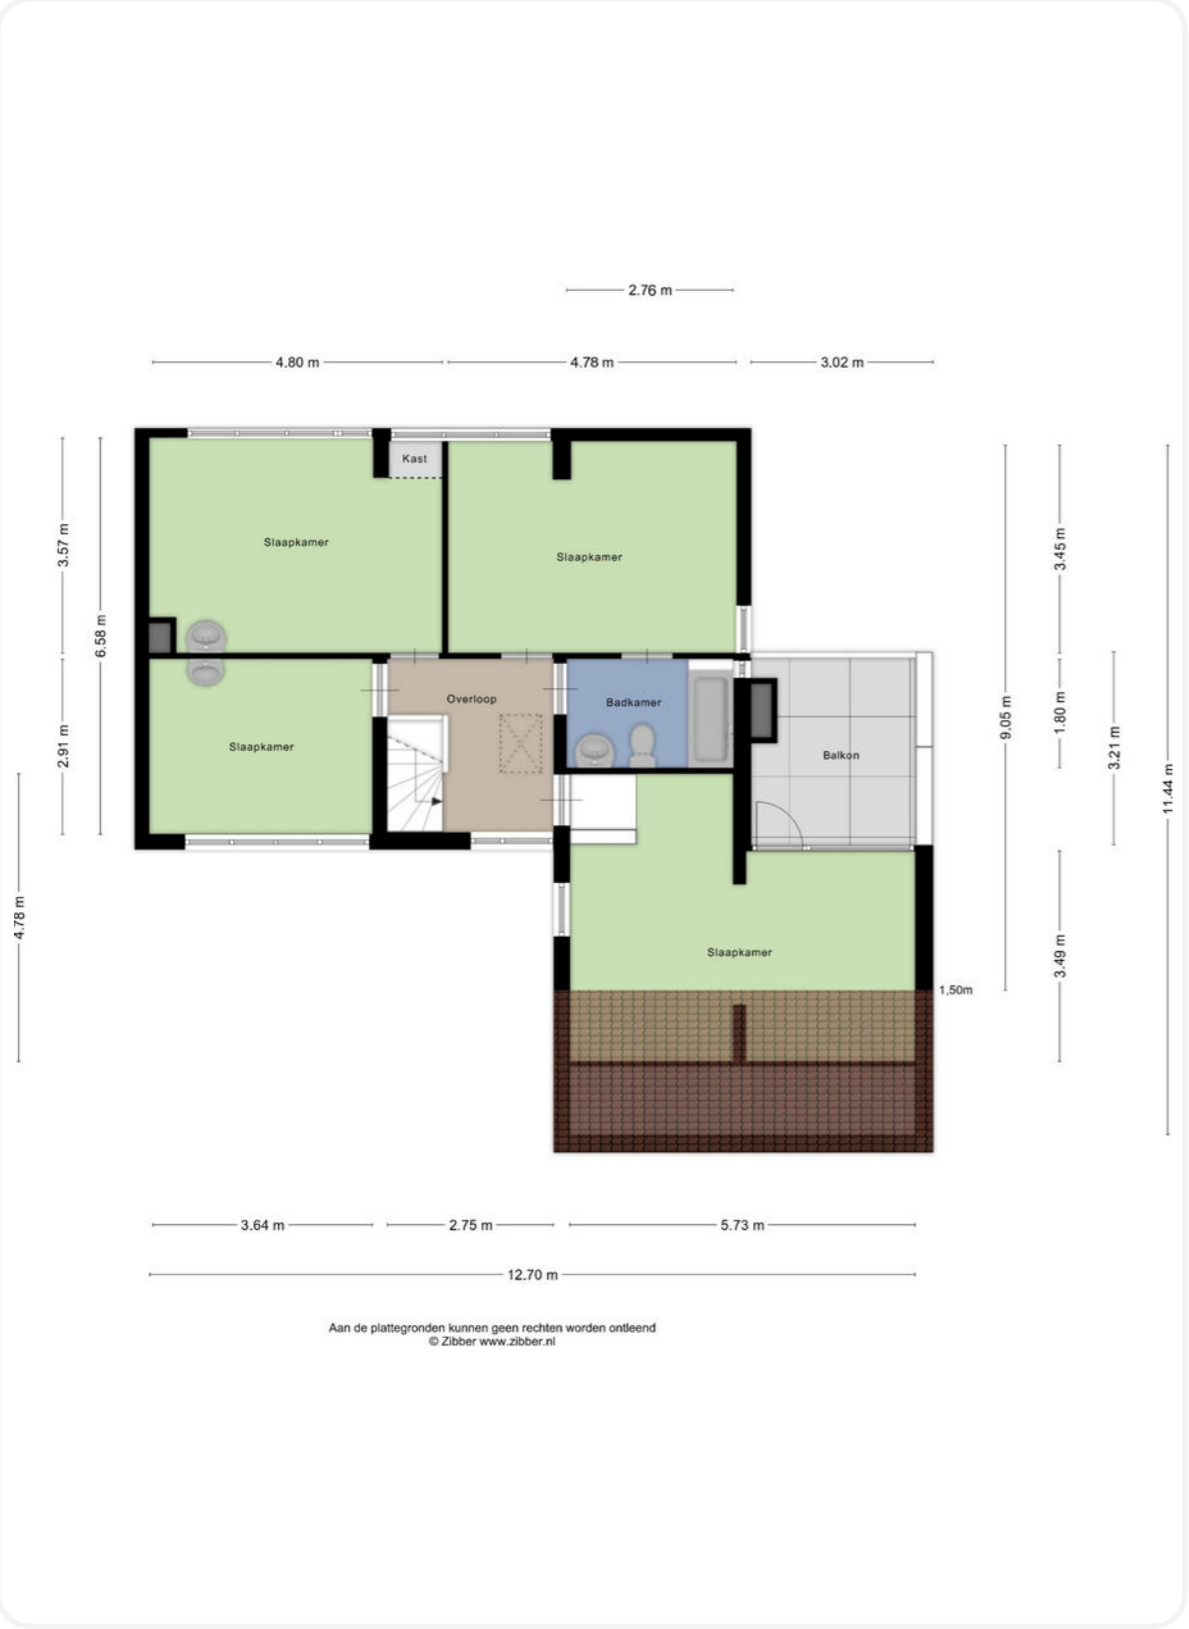 2.76 m
4.80 m
4.78 m
3.02 m
Kast
Slaapkamer
Slaapkamer
3.57 m
6.58 m
3.45 m
Overloop
Badkamer
Slaapkamer
Balkon
2.91 m
9.05 m
1.80 m
3.21 m
11.44 m
4.78 m
Slaapkamer
3.49 m
1,50m
3.64 m
2.75 m
5.73 m
12.70 m
Aan de plattegronden kunnen geen rechten worden ontleend
© Zibber www.zibber.nl